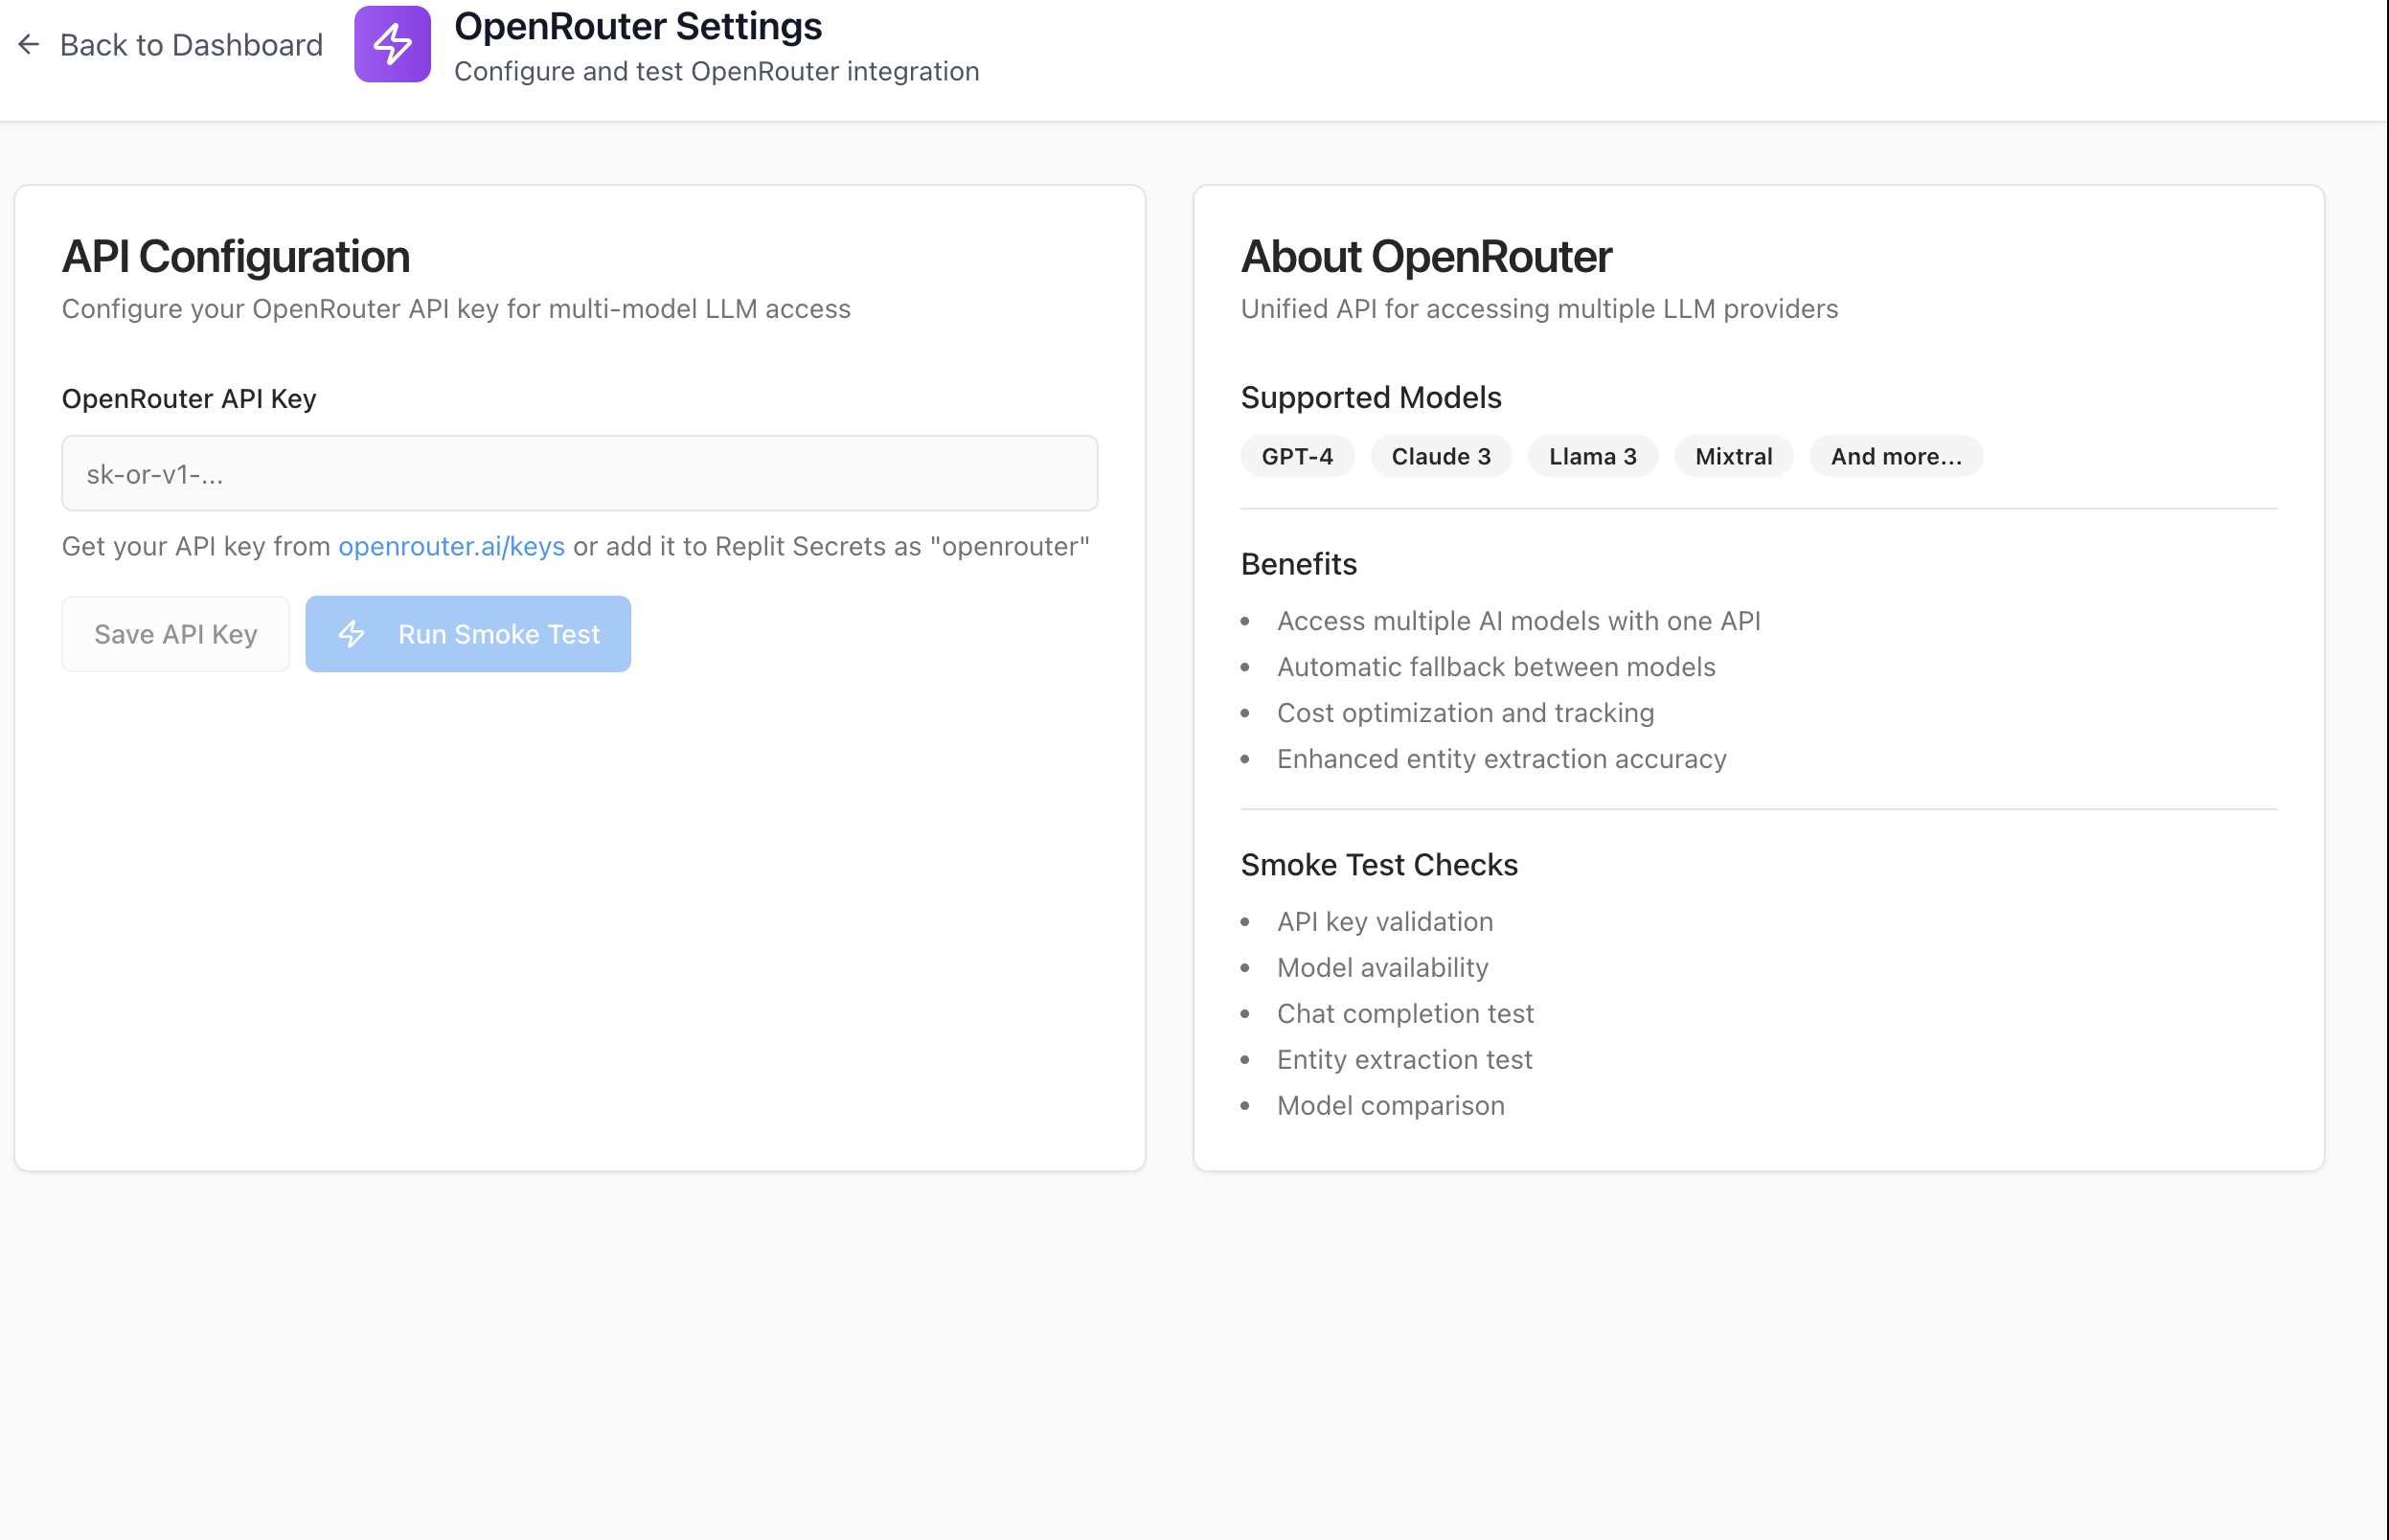 Back to Dashboard
OpenRouter Settings
Configure and test OpenRouter integration
API Configuration
Configure your OpenRouter API key for multi-model LLM access
OpenRouter API Key
sk-or-v1-...
Get your API key from openrouter.ai/keys or add it to Replit Secrets as "openrouter"
Save API Key
Run Smoke Test
About OpenRouter
Unified API for accessing multiple LLM providers
Supported Models
GPT-4 Claude 3 Llama 3 Mixtral And more...
Benefits
• Access multiple AI models with one API
• Automatic fallback between models
• Cost optimization and tracking
• Enhanced entity extraction accuracy
Smoke Test Checks
• API key validation
• Model availability
• Chat completion test
• Entity extraction test
• Model comparison